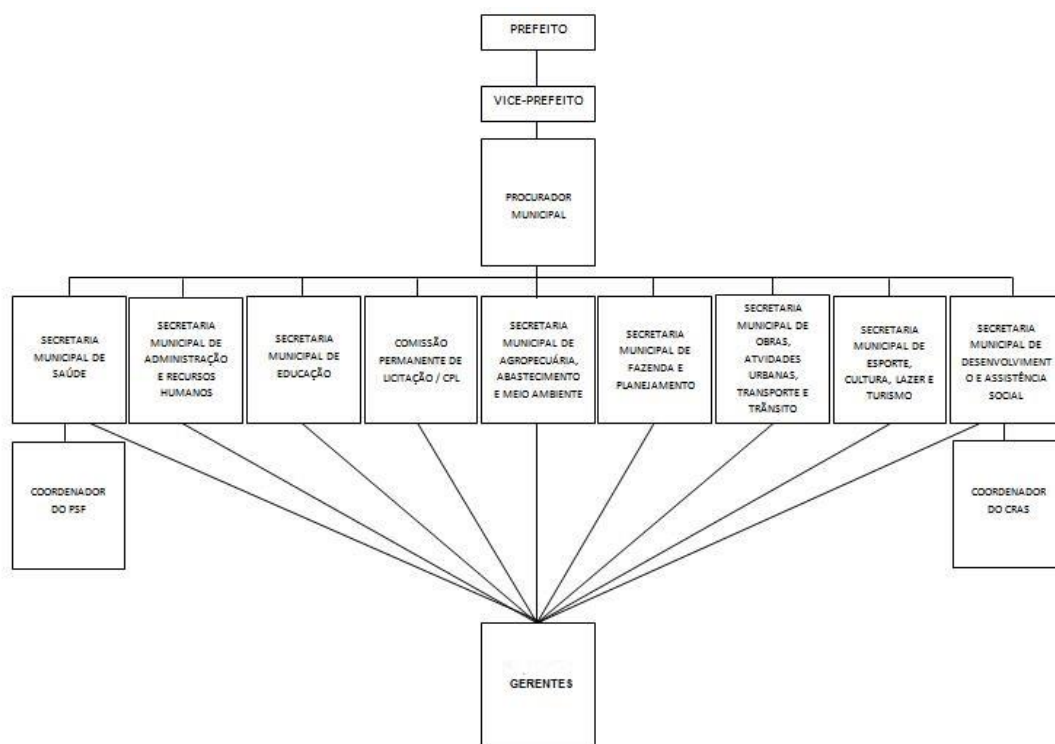 PREFEITO
VICE-PREFEITO
PROCURADOR
MUNICIPAL
SECRETARIA
MUNICIPAL DE
SAÚDE
SECRETARIA
MUNICIPAL DE
ADMINISTRAÇÃO
E RECURSOS
HUMANOS
SECRETARIA
MUNICIPAL DE
EDUCAÇÃO
COMISSÃO
PERMANENTE DE
LICITAÇÃO / CPL
SECRETARIA
MUNICIPAL DE
AGROPECUÁRIA,
ABASTECIMENTO
E MEIO AMBIENTE
SECRETARIA
MUNICIPAL DE
FAZENDA E
PLANEJAMENTO
SECRETARIA
MUNICIPAL DE
OBRAS,
ATVIDADES
URBANAS,
TRANSPORTE E
TRÂNSITO
SECRETARIA
MUNICIPAL DE
ESPORTE,
CULTURA, LAZER E
TURISMO
SECRETARIA
MUNICIPAL DE
DESENVOLVIMENT
O E ASSISTÊNCIA
SOCIAL
COORDENADOR
DO PSF
COORDENADOR
DO CRAS
GERENTES